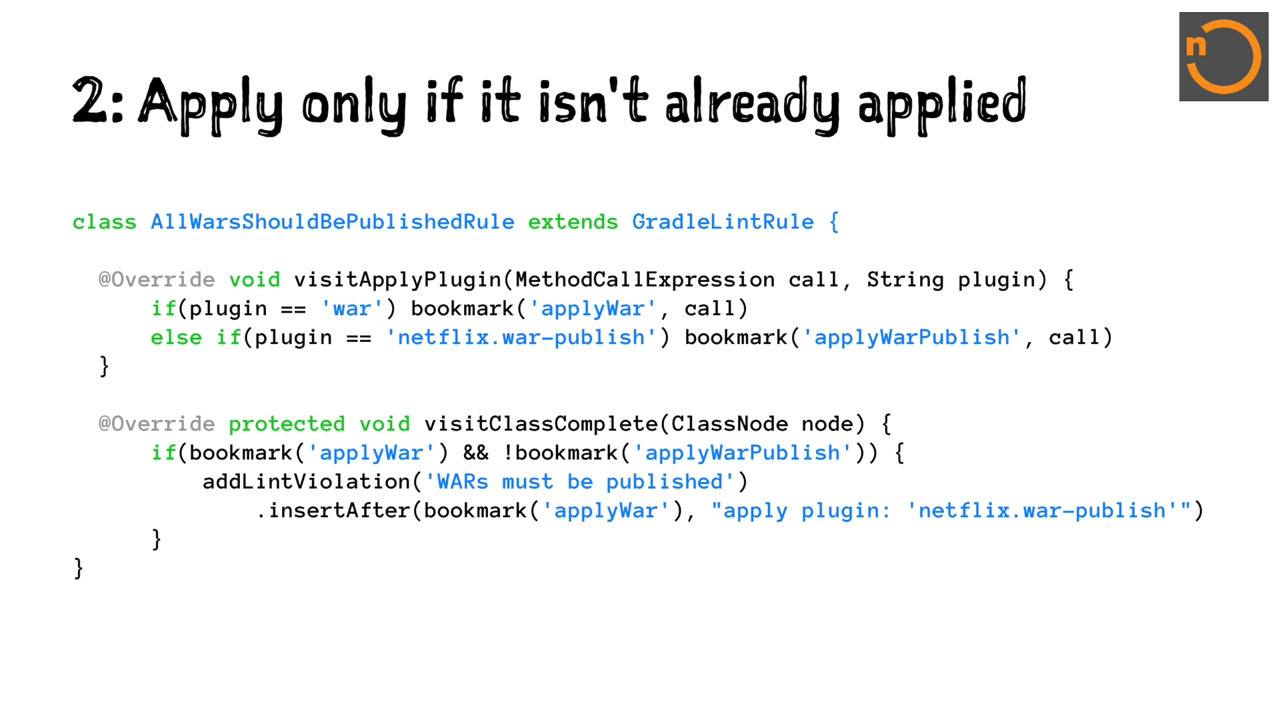 n
2: Apply only if it isn't already applied
class AllWarsShouldBePublishedRule extends GradleLintRule {
@Override void visitApplyPlugin(MethodCallExpression call, String plugin) {
if(plugin == 'war') bookmark('applyWar', call)
else if(plugin == 'netflix.war-publish') bookmark('applyWarPublish', call)
}
@Override protected void visitClassComplete(ClassNode node) {
if(bookmark('applyWar') && !bookmark('applyWarPublish')) {
addLintViolation('WARs must be published')
.insertAfter(bookmark('applyWar'), "apply plugin: 'netflix.war-publish'")
}
}